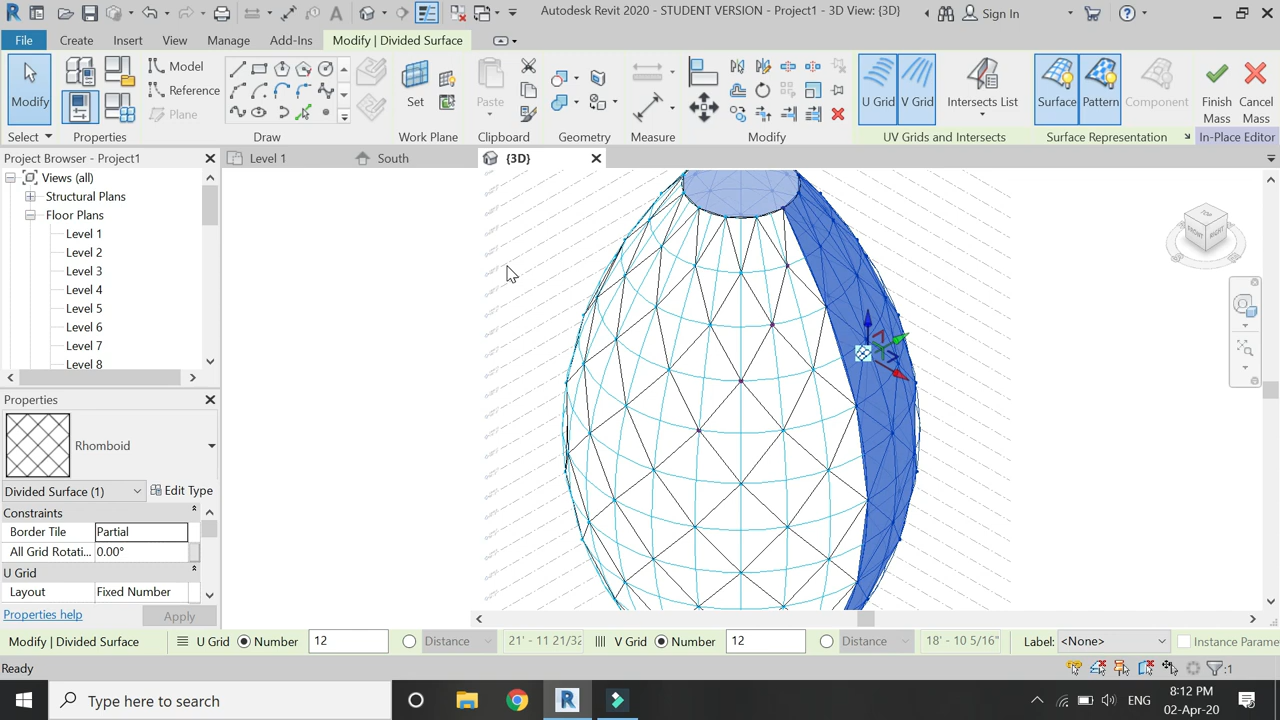 Autodesk Revit 2020 - STUDENT VERSION - Project1 - 3D View: {3D}
Sign In
File
Create
Insert
View
Manage
Add-Ins
Modify | Divided Surface
Modify
Model
Reference
Plane
Set
Paste
U Grid
V Grid
Intersects List
Surface
Pattern
Component
Finish
Mass
Cancel
Mass
Select
Properties
Draw
Work Plane
Clipboard
Geometry
Measure
Modify
UV Grids and Intersects
Surface Representation
In-Place Editor
Project Browser - Project1
Level 1
South
{3D}
Views (all)
Structural Plans
Floor Plans
Level 1
Level 2
Level 3
Level 4
Level 5
Level 6
Level 7
Level 8
TOP
FRONT
RIGHT
Properties
Rhomboid
Divided Surface (1)
Edit Type
Constraints
Border Tile
Partial
All Grid Rotati...
0.00°
U Grid
Layout
Fixed Number
Properties help
Apply
Modify | Divided Surface
U Grid
Number
12
Distance
21' - 11 21/32
V Grid
Number
12
Distance
18' - 10 5/16"
Label:
<None>
Instance Parame
Ready
:1
Type here to search
ENG
8:12 PM
02-Apr-20